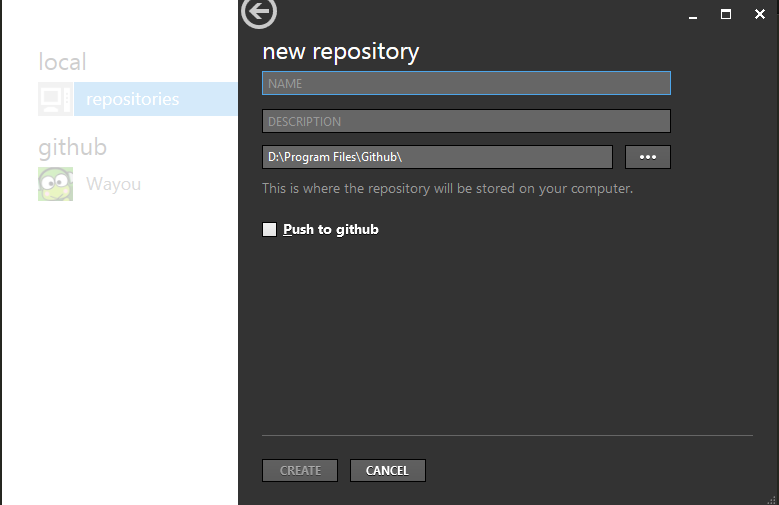 local
repositories
github
Wayou
new repository
NAME
DESCRIPTION
D:\Program Files\Github\
...
This is where the repository will be stored on your computer.
Push to github
CREATE
CANCEL